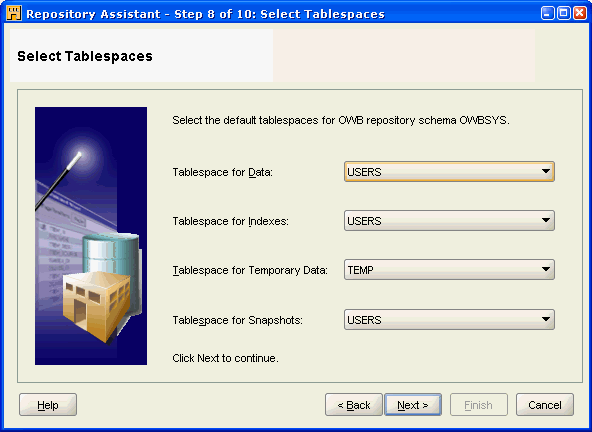 Repository Assistant - Step 8 of 10: Select Tablespaces
Select Tablespaces
Select the default tablespaces for OWB repository schema OWBSYS.
Tablespace for Data: USERS
Tablespace for Indexes: USERS
Tablespace for Temporary Data: TEMP
Tablespace for Snapshots: USERS
Click Next to continue.
Help < Back Next > Finish Cancel